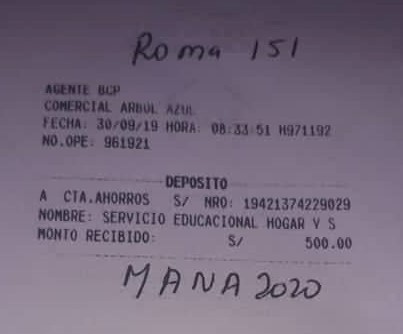 Roma 151
AGENTE BCP
COMERCIAL ARBOL AZUL
FECHA: 30/09/19 HORA: 08:33:51 H971192
NO.OPE: 961921
DEPOSITO
A CTA.AHORROS S/ NRO: 19421374229029
NOMBRE: SERVICIO EDUCACIONAL HOGAR Y S
MONTO RECIBIDO: S/ 500.00
MANA 2020